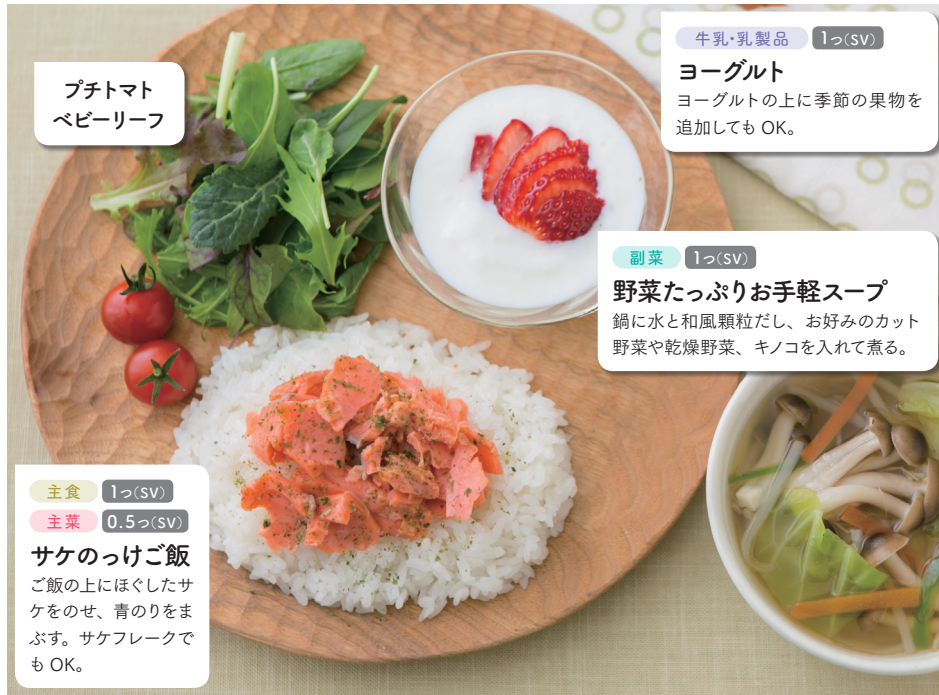 プチトマト
ベビーリーフ
牛乳・乳製品 1つ(SV)
ヨーグルト
ヨーグルトの上に季節の果物を
追加してもOK。
副菜 1つ(SV)
野菜たっぷりお手軽スープ
鍋に水と和風顆粒だし、お好みのカット
野菜や乾燥野菜、キノコを入れて煮る。
主食 1つ(SV)
主菜 0.5つ(SV)
サケのっけご飯
ご飯の上にほぐしたサ
ケをのせ、青のりをま
ぶす。サケフレークで
もOK。